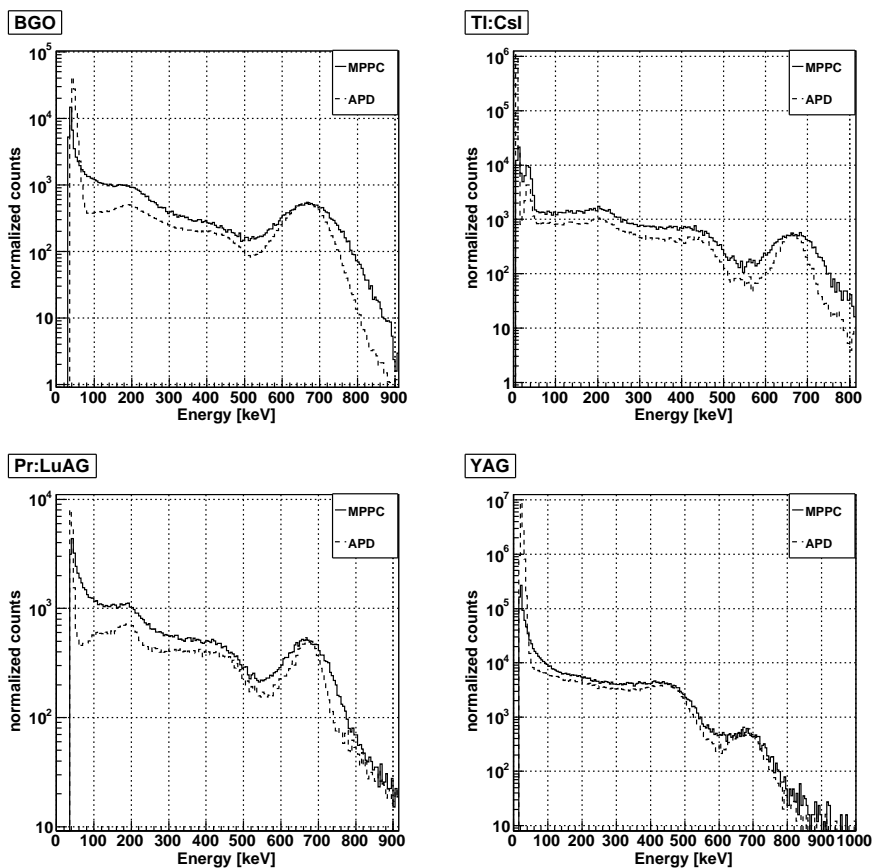 BGO
normalized counts
10^5
10^4
10^3
10^2
10
1
MPPC
APD
0 100 200 300 400 500 600 700 800 900
Energy [keV]
Tl:CsI
normalized counts
10^6
10^5
10^4
10^3
10^2
10
1
MPPC
APD
0 100 200 300 400 500 600 700 800
Energy [keV]
Pr:LuAG
normalized counts
10^4
10^3
10^2
10
MPPC
APD
0 100 200 300 400 500 600 700 800 900
Energy [keV]
YAG
normalized counts
10^7
10^6
10^5
10^4
10^3
10^2
10
MPPC
APD
0 100 200 300 400 500 600 700 800 900 1000
Energy [keV]